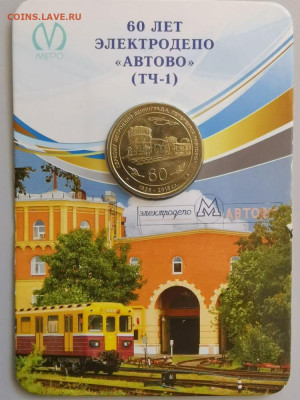 COINS.LAVE.RU
МЕТРО
60 ЛЕТ
ЭЛЕКТРОДЕПО
«АВТОВО»
(ТЧ-1)
60
электродепо М АВТОВО